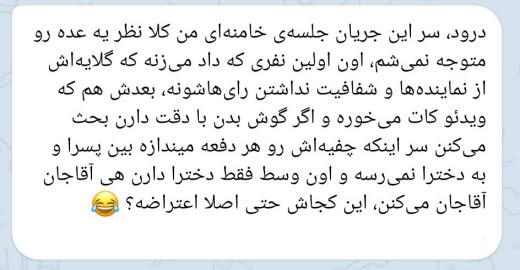 درود، سر این جریان جلسه‌ی خامنه‌ای من کلا نظر یه عده رو
متوجه نمی‌شم، اون اولین نفری که داد می‌زنه که گلایه‌اش
از نماینده‌ها و شفافیت نداشتن رای‌هاشونه، بعدش هم که
ویدئو کات می‌خوره و اگر گوش بدن با دقت دارن بحث
می‌کنن سر اینکه چفیه‌اش رو هر دفعه میندازه بین پسرا و
به دخترا نمی‌رسه و اون وسط فقط دخترا دارن هی آقاجان
آقاجان می‌کنن، این کجاش حتی اصلا اعتراضه؟ 😂